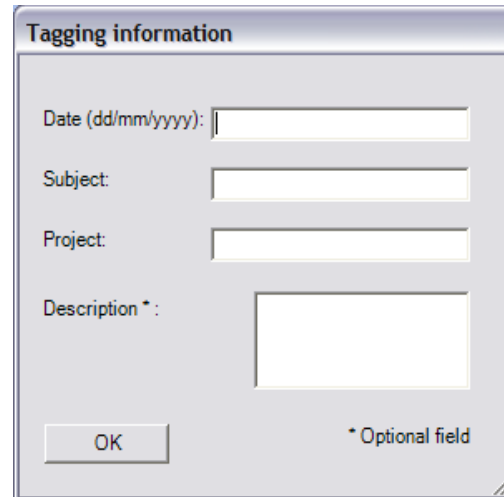 Tagging information
Date (dd/mm/yyyy):
Subject:
Project:
Description * :
OK
* Optional field